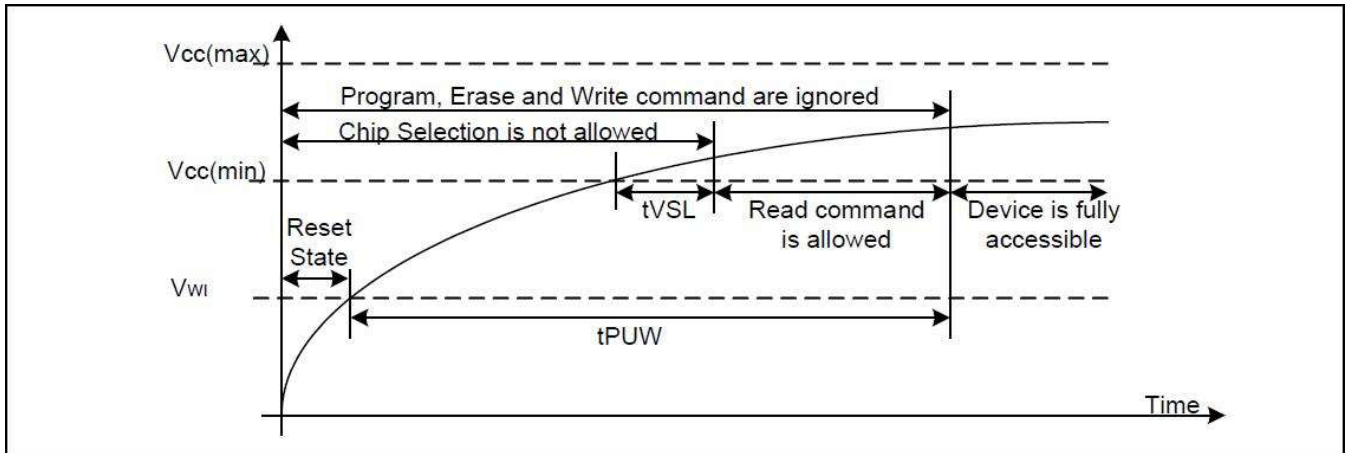 Vcc(max)
Program, Erase and Write command are ignored
Chip Selection is not allowed
Vcc(min)
tVSL
Read command
is allowed
Device is fully
accessible
Reset
State
VWI
tPUW
Time